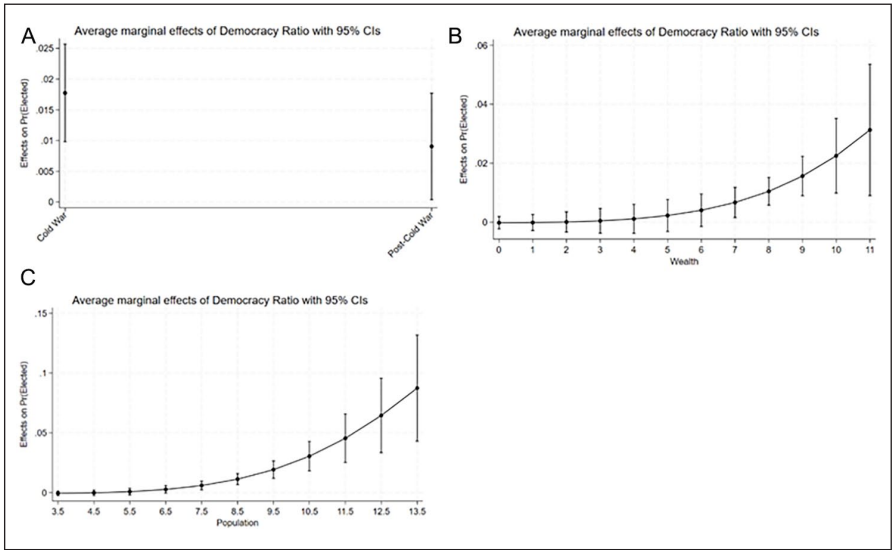 A
Average marginal effects of Democracy Ratio with 95% CIs
Effects on Pr(Elected)
.025
.02
.015
.01
.005
0
Cold War
Post-Cold War
B
Average marginal effects of Democracy Ratio with 95% CIs
Effects on Pr(Elected)
.06
.04
.02
0
0 1 2 3 4 5 6 7 8 9 10 11
Wealth
C
Average marginal effects of Democracy Ratio with 95% CIs
Effects on Pr(Elected)
.15
.1
.05
0
3.5 4.5 5.5 6.5 7.5 8.5 9.5 10.5 11.5 12.5 13.5
Population